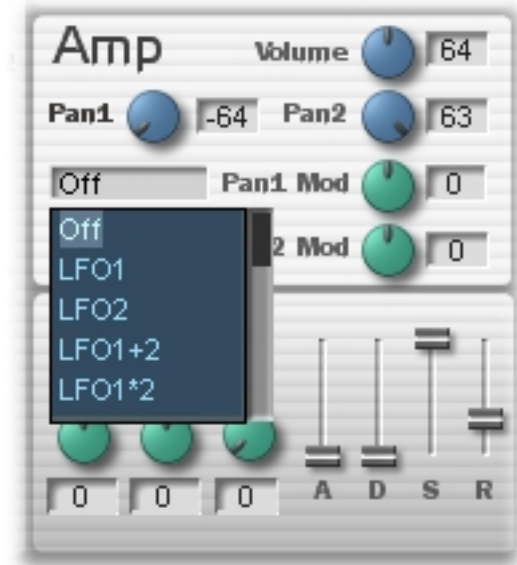 Amp
Volume 64
Pan1 -64 Pan2 63
Off Pan1 Mod 0
Off
2 Mod 0
LFO1
LFO2
LFO1+2
LFO1*2
0 0 0 A D S R